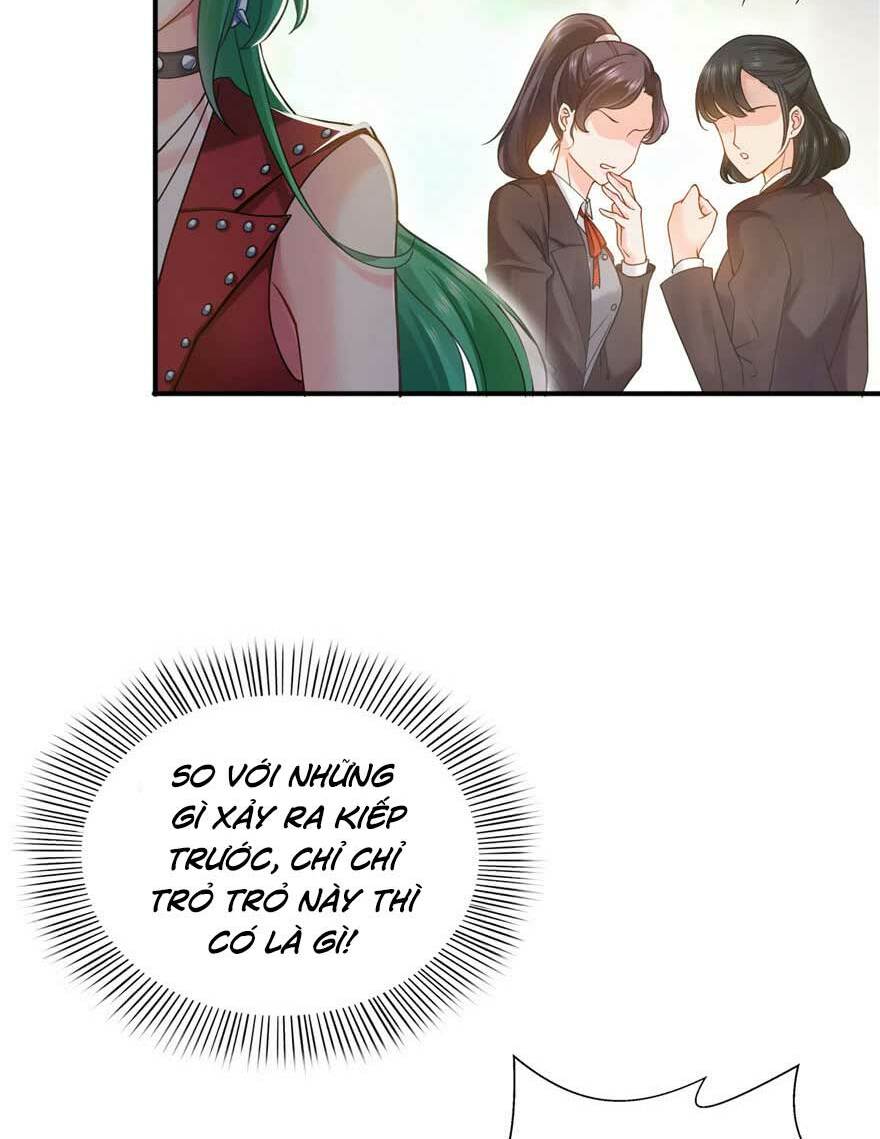 SO VỚI NHỮNG
GÌ XẢY RA KIẾP
TRƯỚC, CHỈ CHỈ
TRỎ TRỎ NÀY THÌ
CÓ LÀ GÌ!